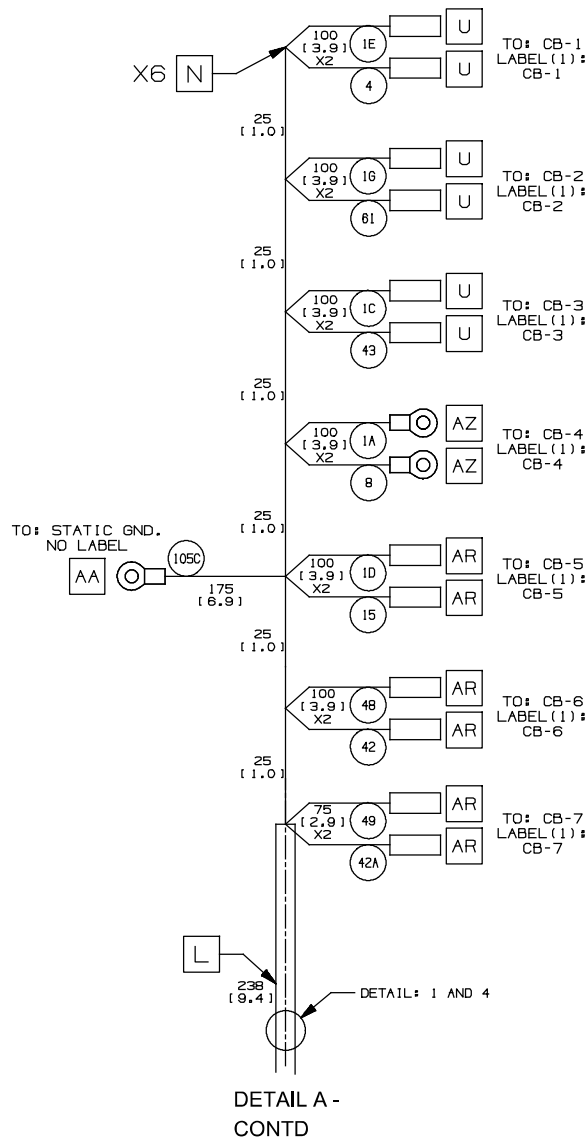 X6 N
100
[3.9]
X2
1E
4
U
U
TO: CB-1
LABEL(1):
CB-1
25
[1.0]
100
[3.9]
X2
1G
61
U
U
TO: CB-2
LABEL(1):
CB-2
25
[1.0]
100
[3.9]
X2
1C
43
U
U
TO: CB-3
LABEL(1):
CB-3
25
[1.0]
100
[3.9]
X2
1A
8
AZ
AZ
TO: CB-4
LABEL(1):
CB-4
25
[1.0]
TO: STATIC GND.
NO LABEL
AA
105C
175
[6.9]
100
[3.9]
X2
1D
15
AR
AR
TO: CB-5
LABEL(1):
CB-5
25
[1.0]
100
[3.9]
X2
48
42
AR
AR
TO: CB-6
LABEL(1):
CB-6
25
[1.0]
75
[2.9]
X2
49
42A
AR
AR
TO: CB-7
LABEL(1):
CB-7
L
238
[9.4]
DETAIL: 1 AND 4
DETAIL A -
CONTD